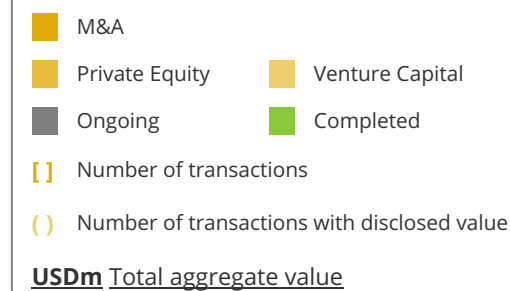 M&A
Private Equity Venture Capital
Ongoing Completed
[ ] Number of transactions
( ) Number of transactions with disclosed value
USDm Total aggregate value